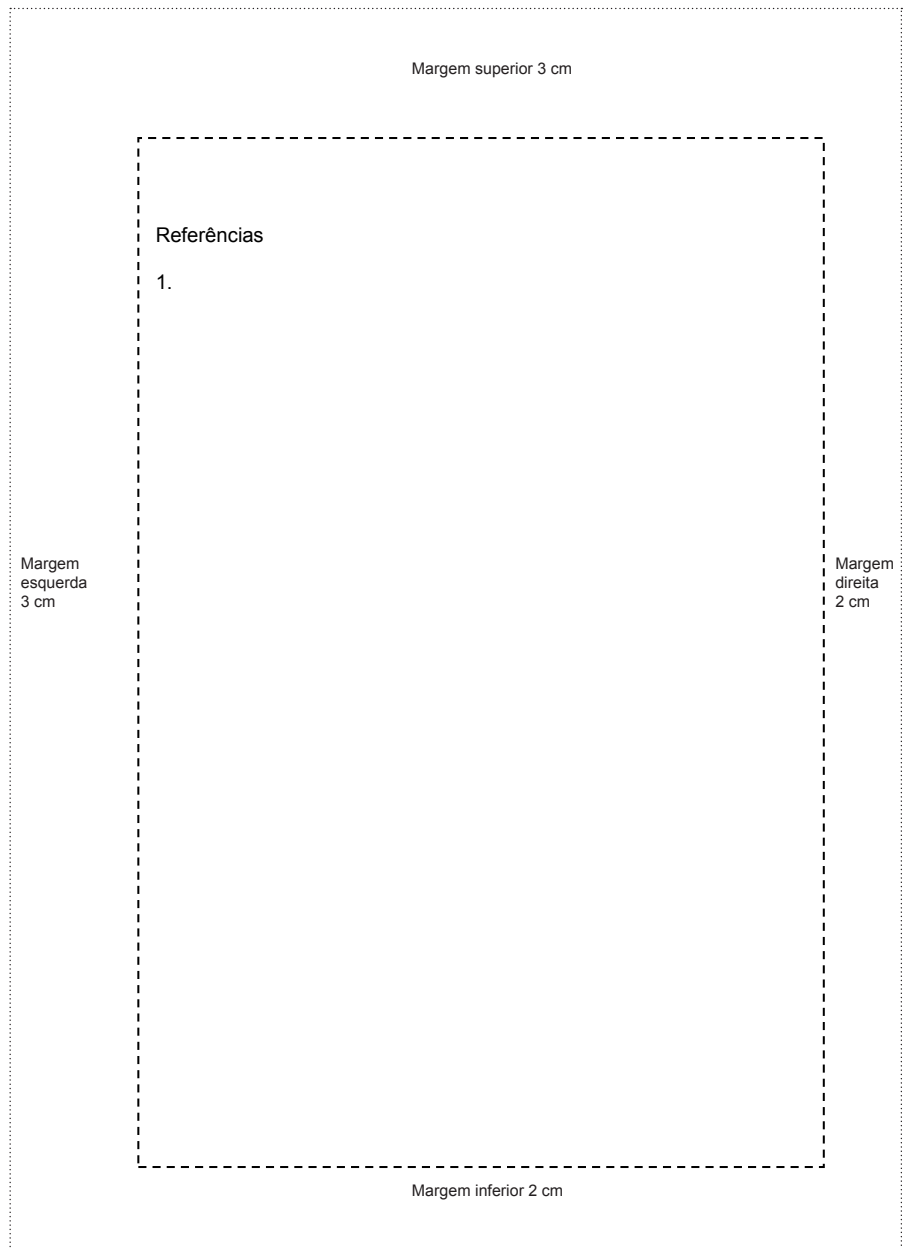 Margem superior 3 cm
Referências
1.
Margem
esquerda
3 cm
Margem
direita
2 cm
Margem inferior 2 cm